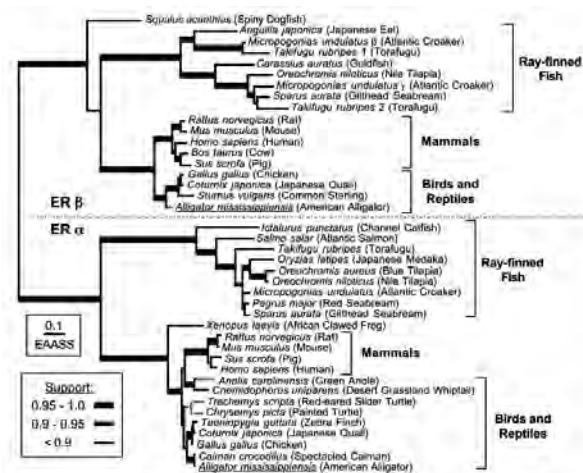 Squalus acanthias (Spiny Dogfish)
Anguilla japonica (Japanese Eel)
Micropogonias undulatus β (Atlantic Croaker)
Takifugu rubripes 1 (Torafugu)
Carassius auratus (Goldfish)
Oreochromis niloticus (Nile Tilapia)
Micropogonias undulatus γ (Atlantic Croaker)
Sparus aurata (Gilthead Seabream)
Takifugu rubripes 2 (Torafugu)
Ray-finned
Fish
Rattus norvegicus (Rat)
Mus musculus (Mouse)
Homo sapiens (Human)
Bos taurus (Cow)
Sus scrofa (Pig)
Mammals
Gallus gallus (Chicken)
Coturnix japonica (Japanese Quail)
Sturnus vulgaris (Common Starling)
Alligator mississippiensis (American Alligator)
Birds and
Reptiles
ER β
ER α
Ictalurus punctatus (Channel Catfish)
Salmo salar (Atlantic Salmon)
Takifugu rubripes (Torafugu)
Oryzias latipes (Japanese Medaka)
Oreochromis aureus (Blue Tilapia)
Oreochromis niloticus (Nile Tilapia)
Micropogonias undulatus (Atlantic Croaker)
Pagrus major (Red Seabream)
Sparus aurata (Gilthead Seabream)
Ray-finned
Fish
Xenopus laevis (African Clawed Frog)
Rattus norvegicus (Rat)
Mus musculus (Mouse)
Sus scrofa (Pig)
Homo sapiens (Human)
Mammals
Anolis carolinensis (Green Anole)
Cnemidophorus uniparens (Desert Grassland Whiptail)
Trachemys scripta (Red-eared Slider Turtle)
Chrysemys picta (Painted Turtle)
Taeniopygia guttata (Zebra Finch)
Coturnix japonica (Japanese Quail)
Gallus gallus (Chicken)
Caiman crocodilus (Spectacled Caiman)
Alligator mississippiensis (American Alligator)
Birds and
Reptiles
0.1
EAASS
Support:
0.95 - 1.0
0.9 - 0.95
< 0.9